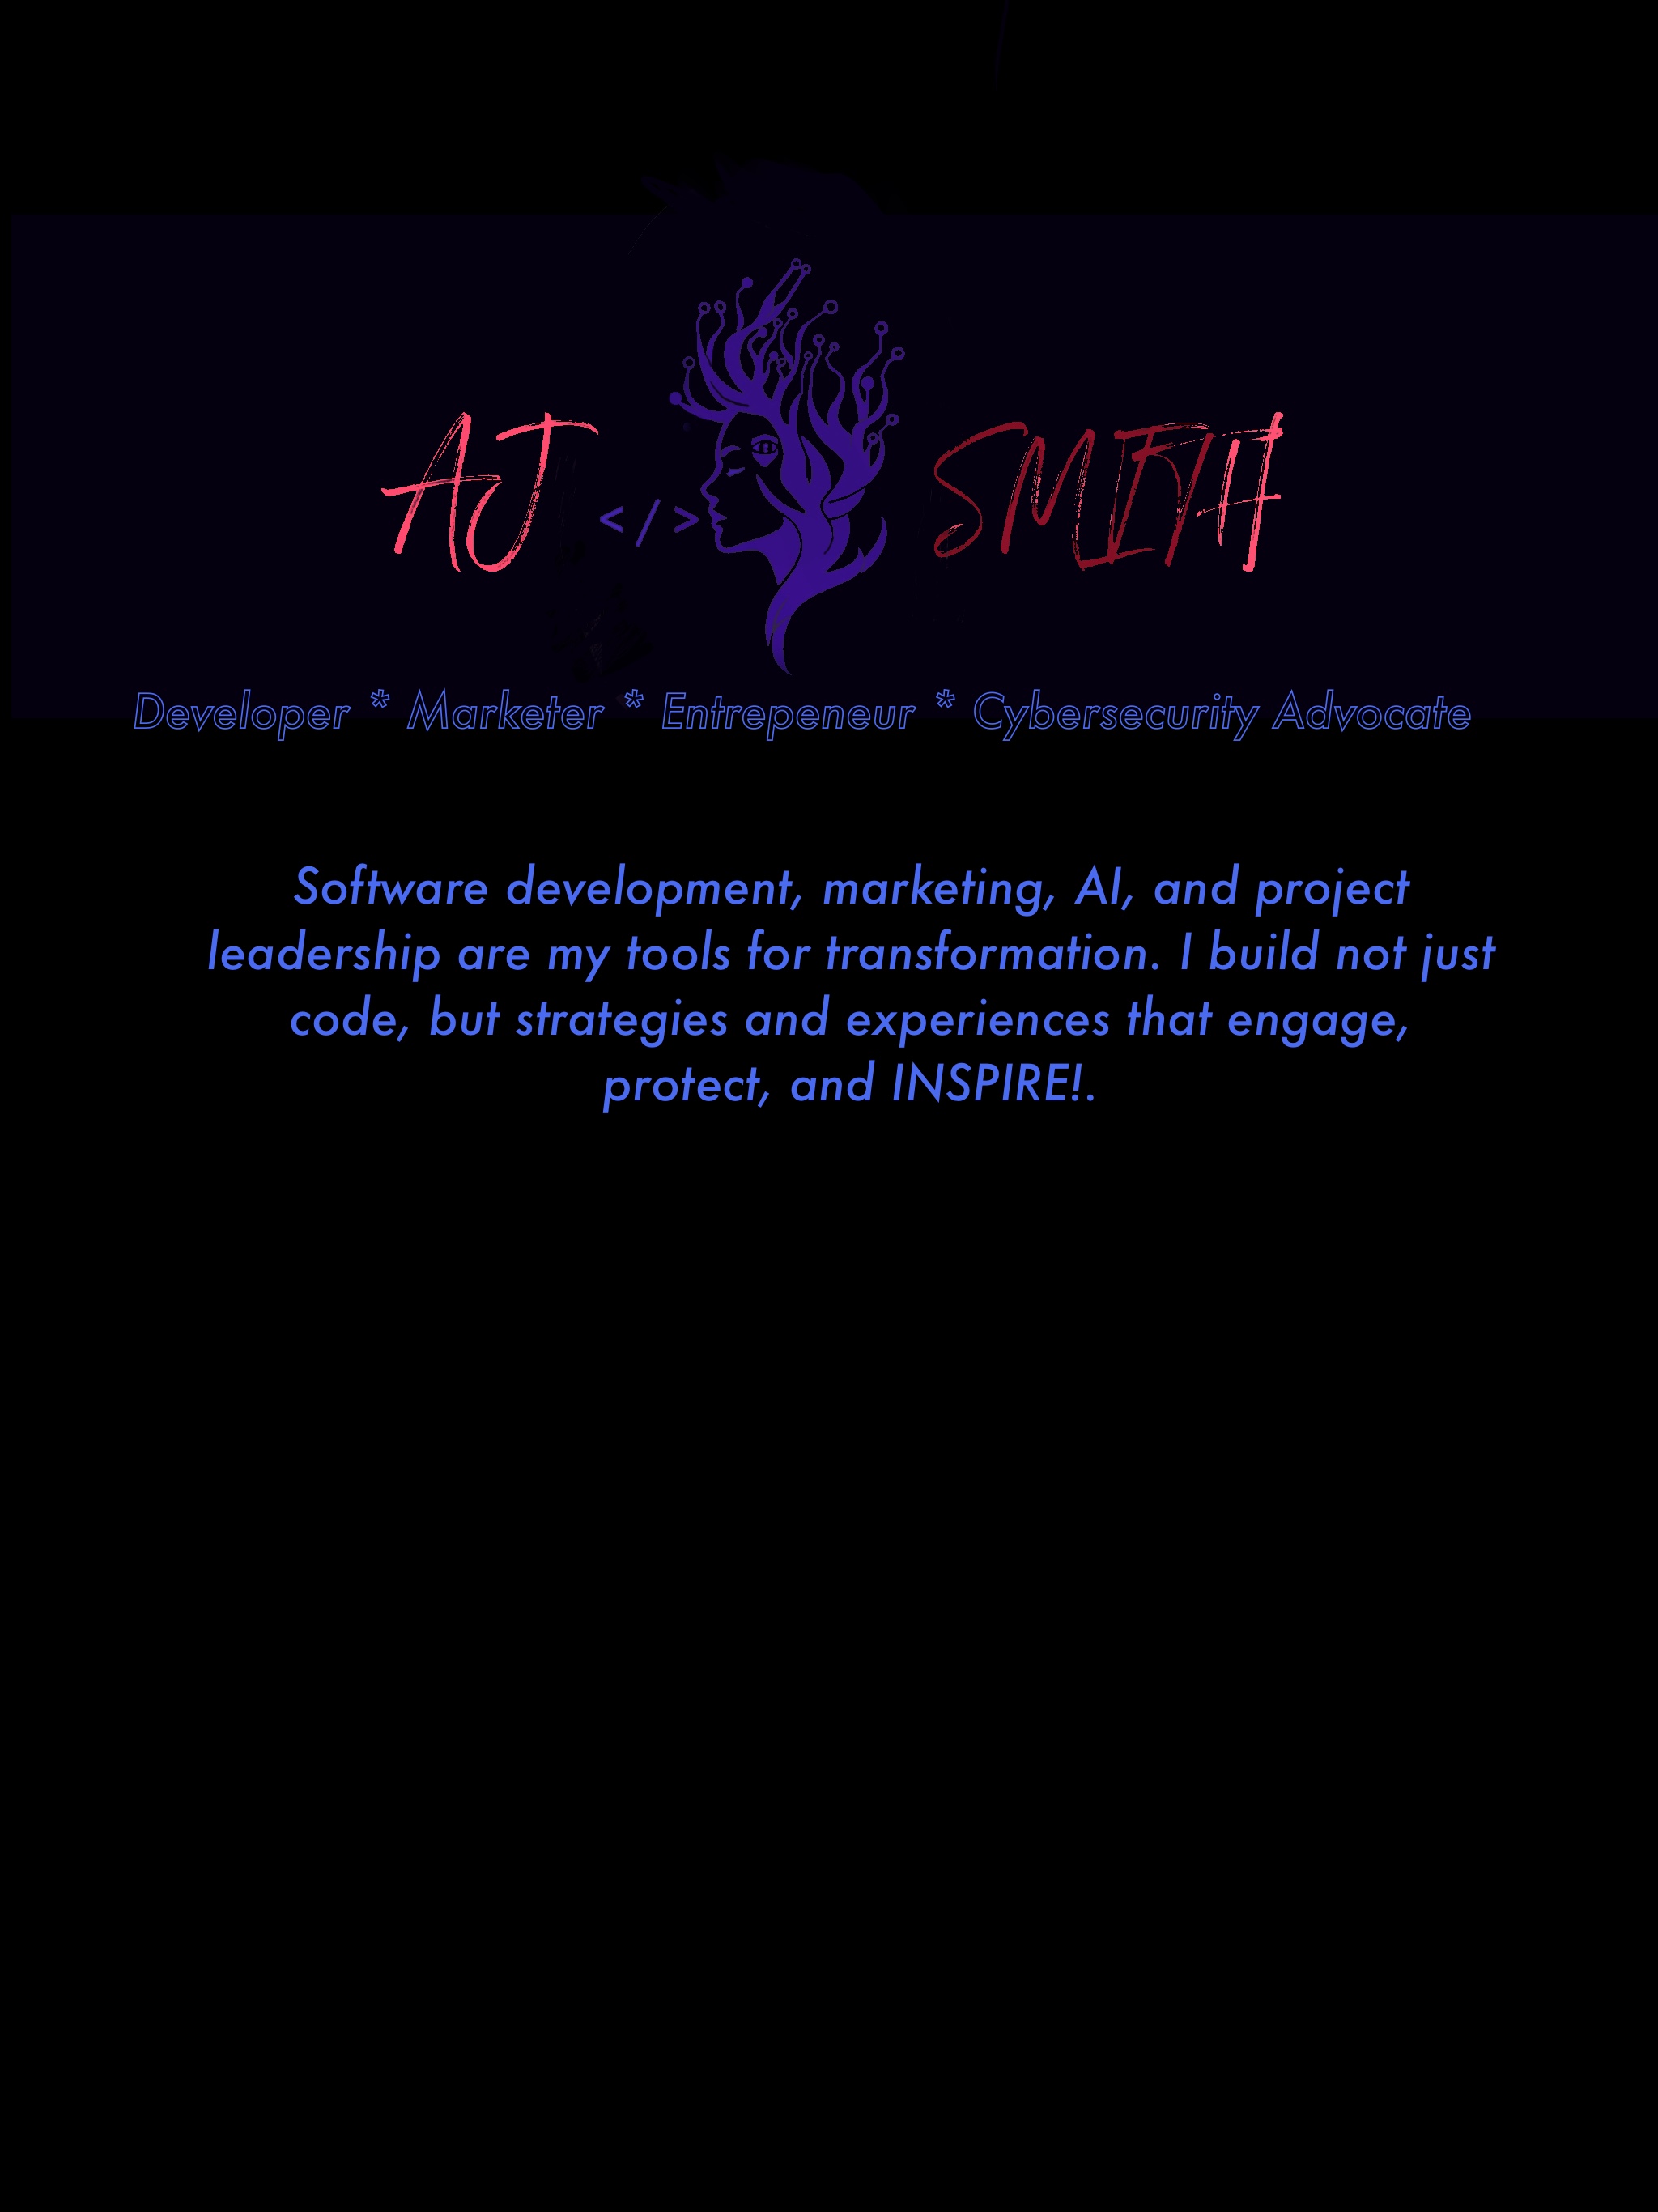 AJ </> SMITH
Developer * Marketer * Entrepeneur * Cybersecurity Advocate
Software development, marketing, AI, and project
leadership are my tools for transformation. I build not just
code, but strategies and experiences that engage,
protect, and INSPIRE!.